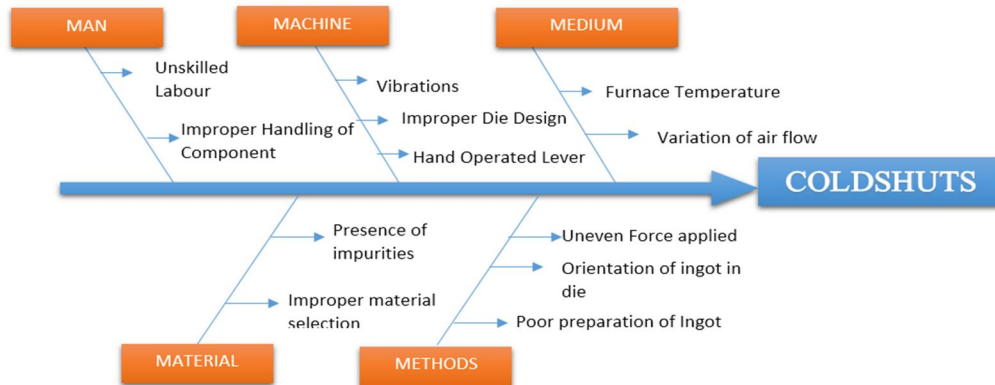 MAN
MACHINE
MEDIUM
Unskilled
Labour
Improper Handling of
Component
Vibrations
Improper Die Design
Hand Operated Lever
Furnace Temperature
Variation of air flow
COLDSHUTS
Presence of
impurities
Improper material
selection
Uneven Force applied
Orientation of ingot in
die
Poor preparation of Ingot
MATERIAL
METHODS